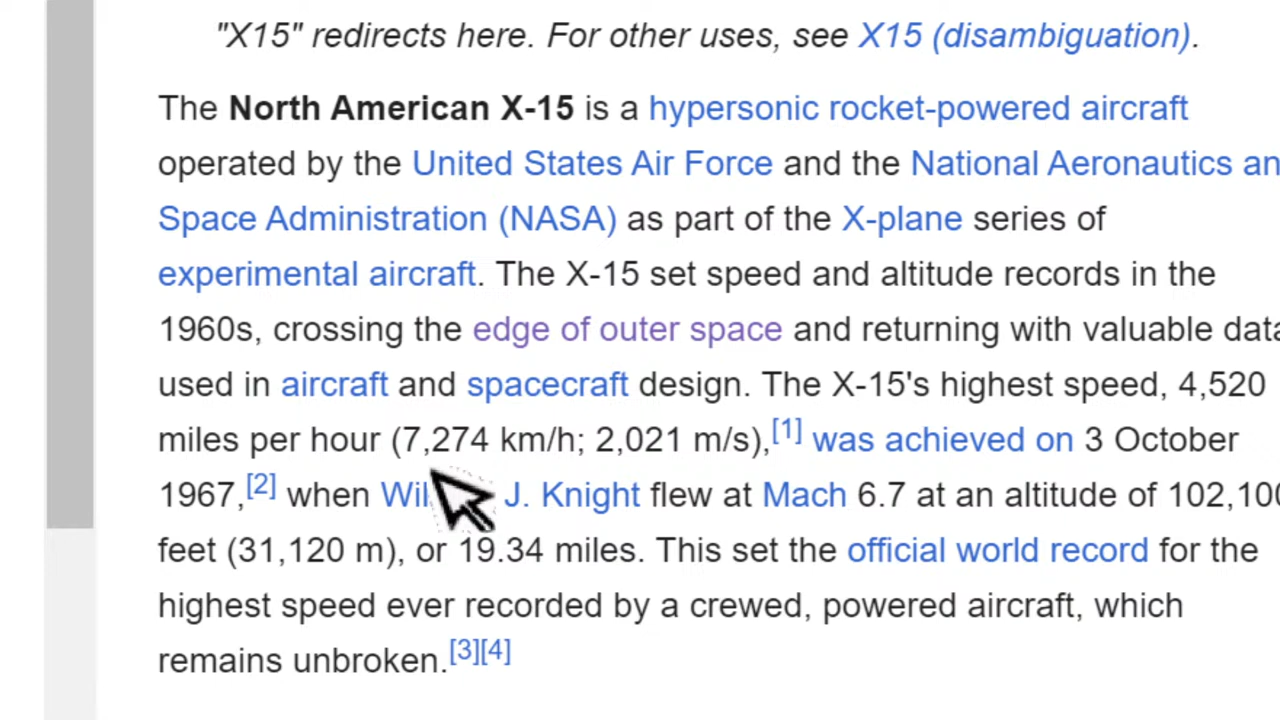 "X15" redirects here. For other uses, see X15 (disambiguation).
The North American X-15 is a hypersonic rocket-powered aircraft
operated by the United States Air Force and the National Aeronautics an
Space Administration (NASA) as part of the X-plane series of
experimental aircraft. The X-15 set speed and altitude records in the
1960s, crossing the edge of outer space and returning with valuable data
used in aircraft and spacecraft design. The X-15's highest speed, 4,520
miles per hour (7,274 km/h; 2,021 m/s),[1] was achieved on 3 October
1967,[2] when Wil J. Knight flew at Mach 6.7 at an altitude of 102,100
feet (31,120 m), or 19.34 miles. This set the official world record for the
highest speed ever recorded by a crewed, powered aircraft, which
remains unbroken.[3][4]